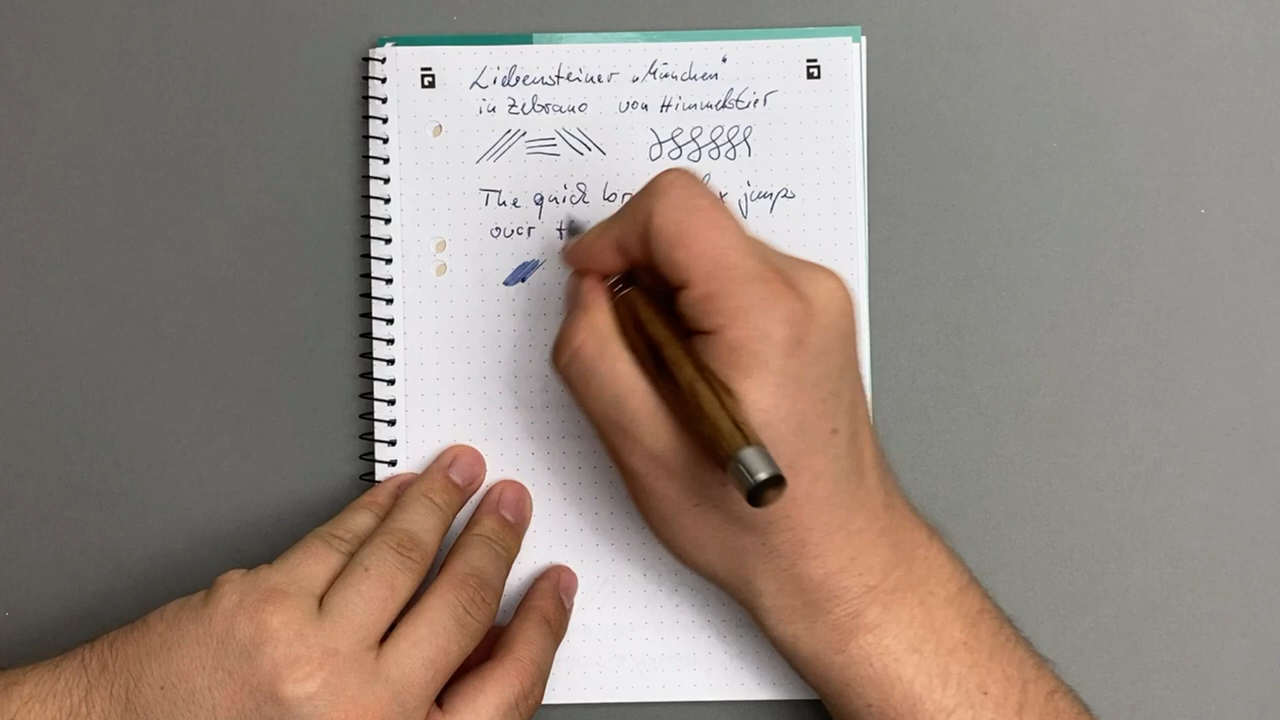 Liebensteiner „München“
in Zebrano von Himmelstier
The quick jumps
over